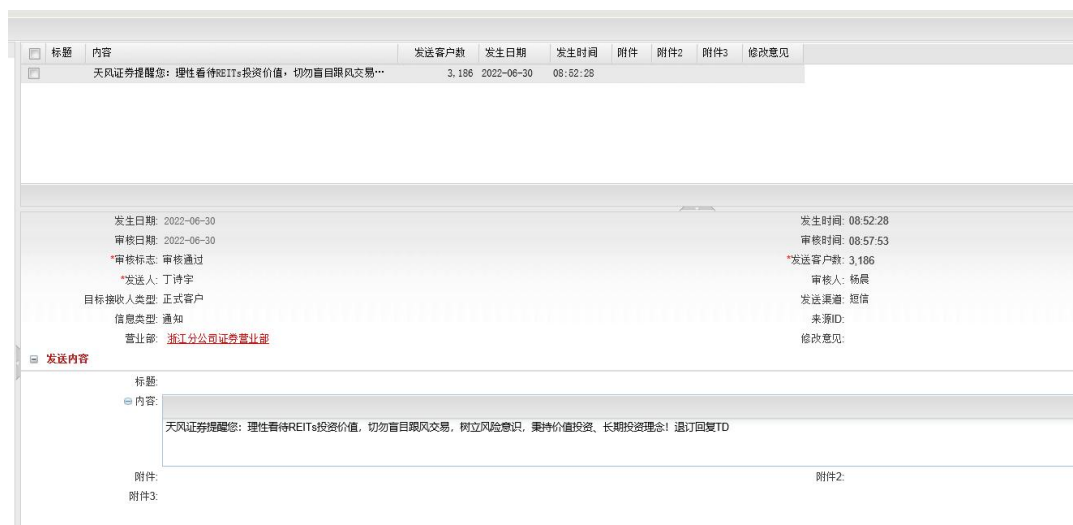 标题 内容 发送客户数 发生日期 发生时间 附件 附件2 附件3 修改意见
天风证券提醒您：理性看待REITs投资价值，切勿盲目跟风交易… 3,186 2022-06-30 08:52:28
发生日期: 2022-06-30 发生时间: 08:52:28
审核日期: 2022-06-30 审核时间: 08:57:53
*审核标志: 审核通过 *发送客户数: 3,186
*发送人: 丁诗宇 审核人: 杨晨
目标接收人类型: 正式客户 发送渠道: 短信
信息类型: 通知 来源ID:
营业部: 浙江分公司证券营业部 修改意见:
发送内容
标题:
内容:
天风证券提醒您：理性看待REITs投资价值，切勿盲目跟风交易，树立风险意识，秉持价值投资、长期投资理念！退订回复TD
附件: 附件2:
附件3: